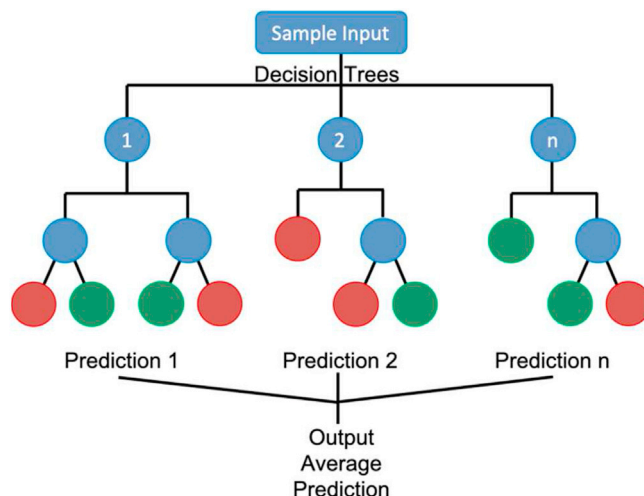 Sample Input
Decision Trees
1
2
n
Prediction 1
Prediction 2
Prediction n
Output
Average
Prediction